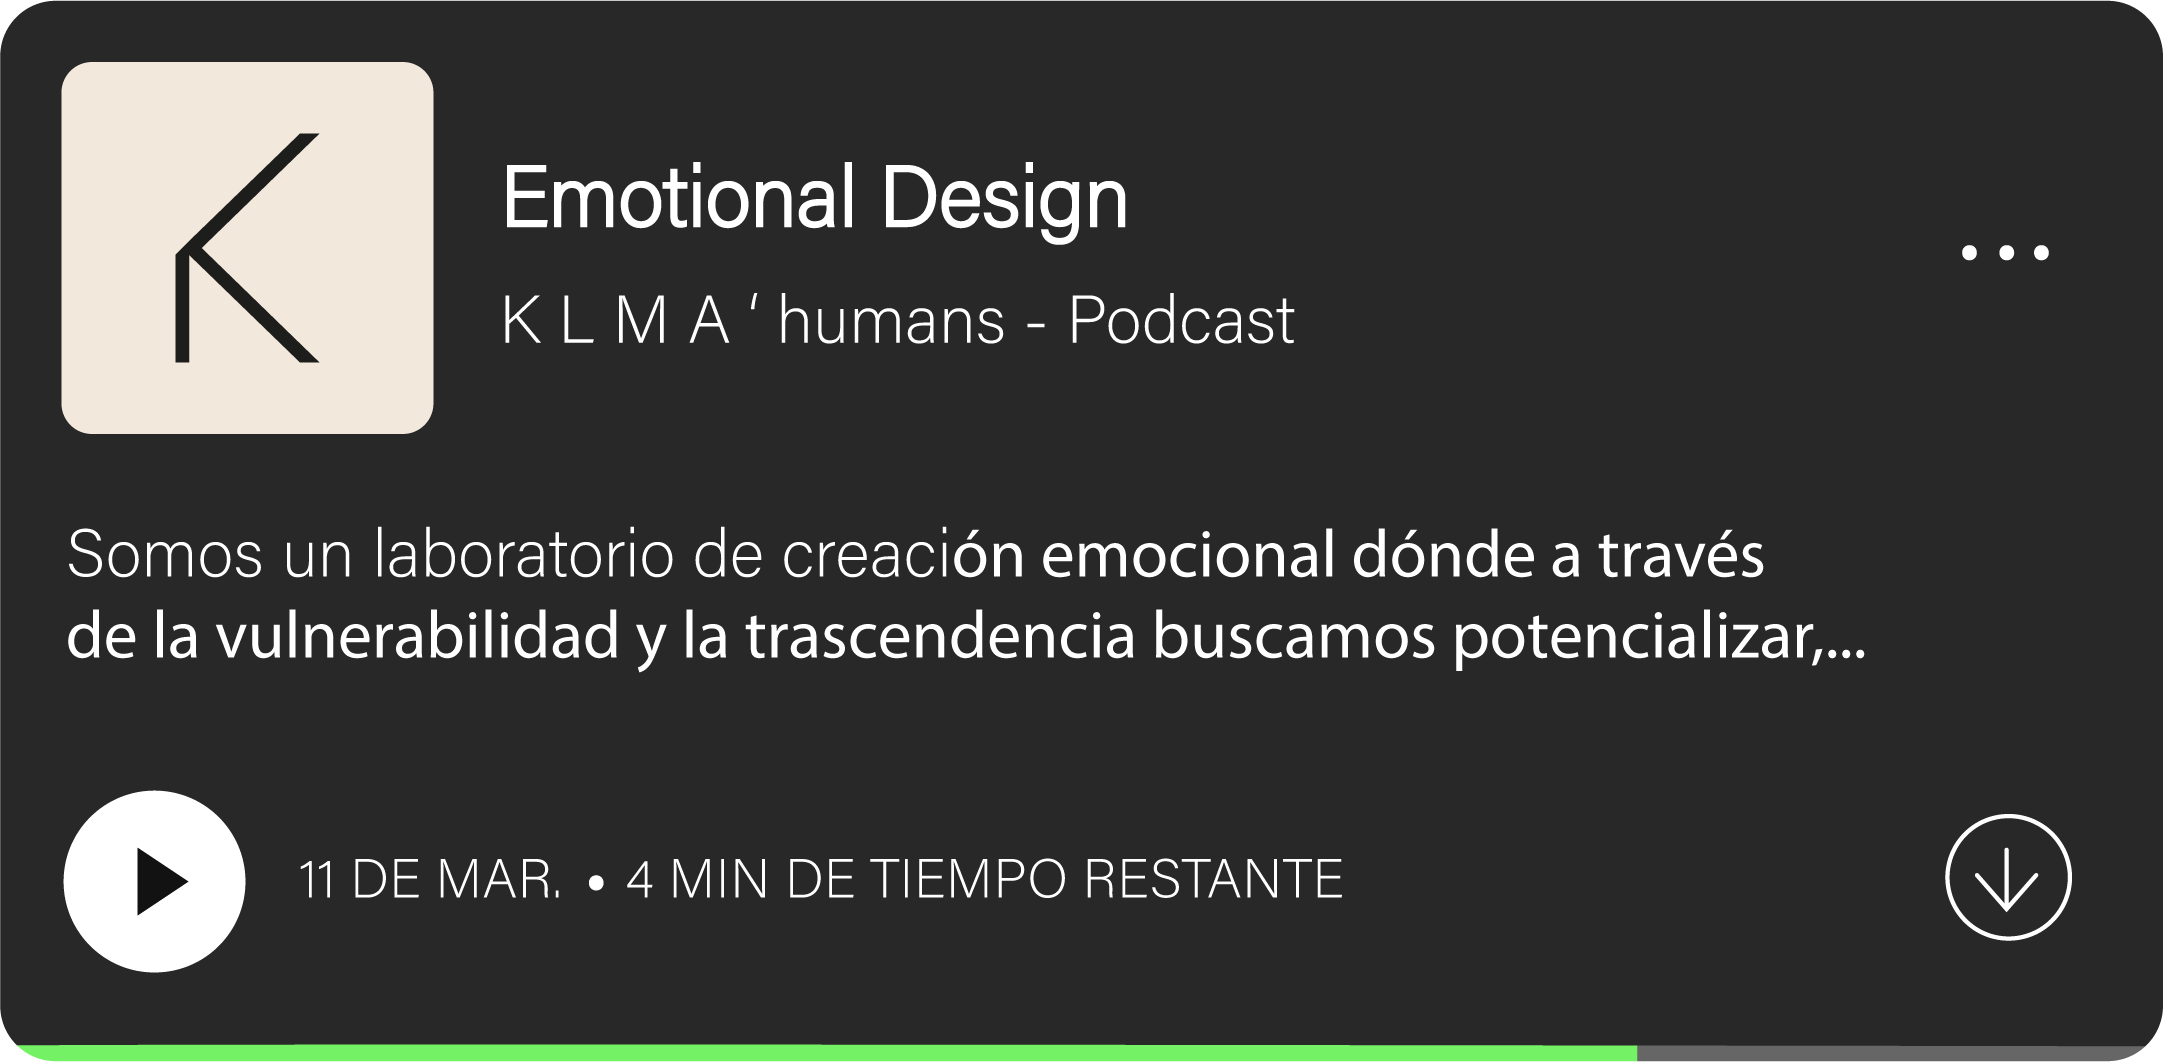 K
Emotional Design
K L M A ‘ humans - Podcast
Somos un laboratorio de creación emocional dónde a través
de la vulnerabilidad y la trascendencia buscamos potencializar,...
11 DE MAR. • 4 MIN DE TIEMPO RESTANTE